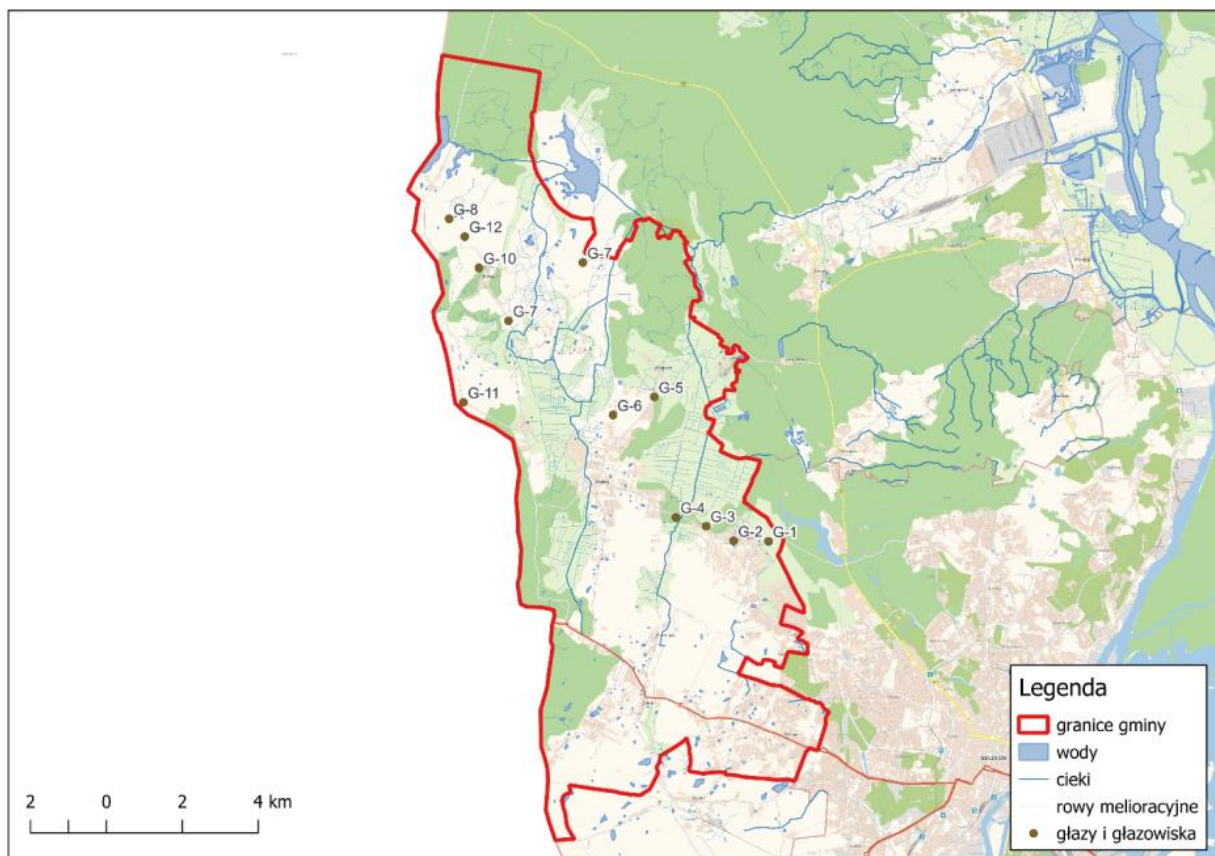 G-8
G-12
G-10
G-7
G-7
G-11
G-5
G-6
G-4
G-3
G-2
G-1
Legenda
granice gminy
wody
cieki
rowy melioracyjne
głazy i głazowiska
2 0 2 4 km